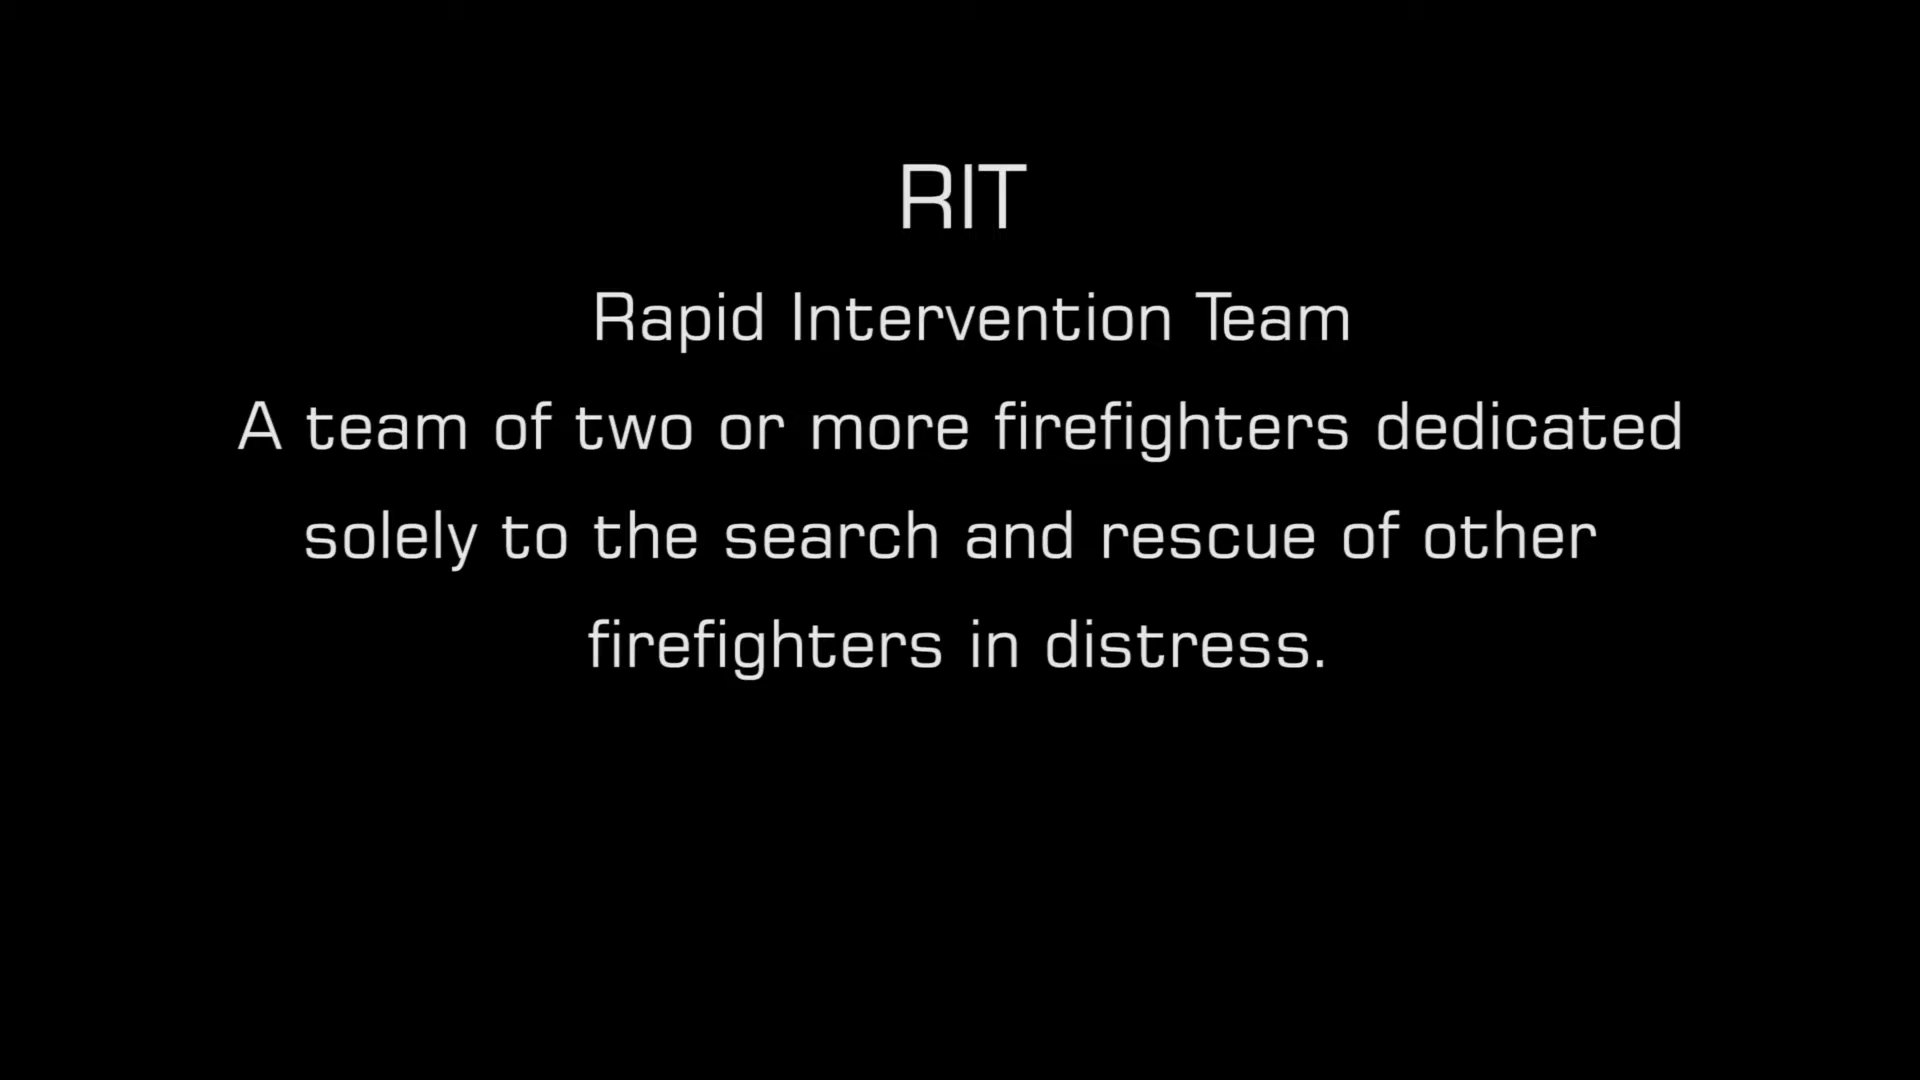 RIT
Rapid Intervention Team
A team of two or more firefighters dedicated
solely to the search and rescue of other
firefighters in distress.